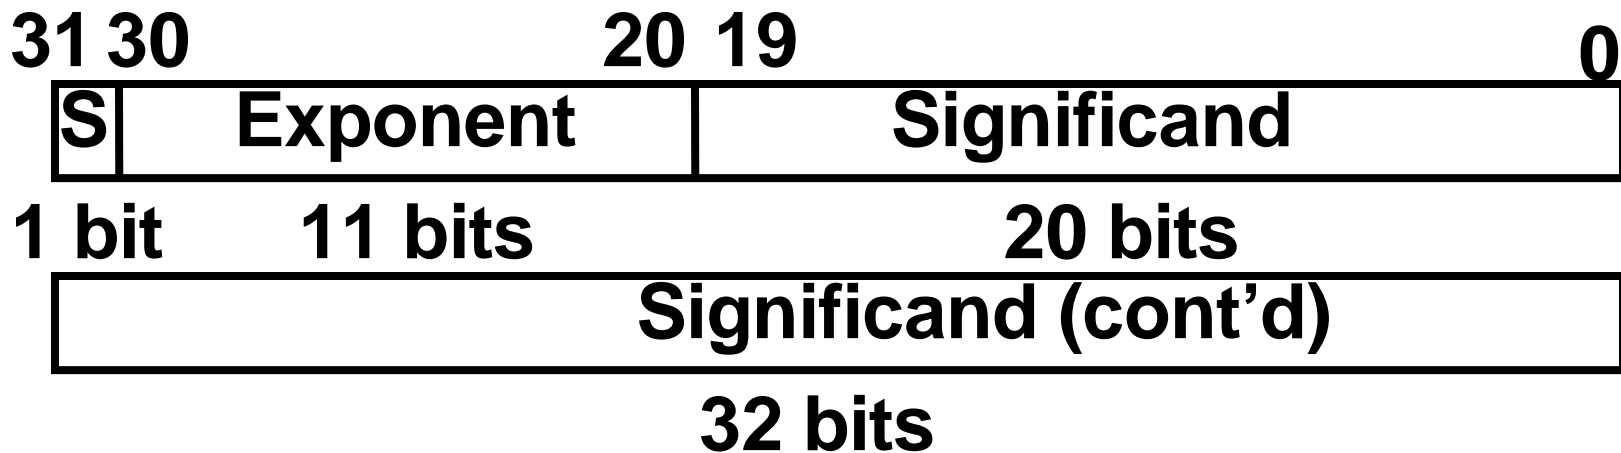 31 30 20 19 0
S Exponent Significand
1 bit 11 bits 20 bits
Significand (cont’d)
32 bits